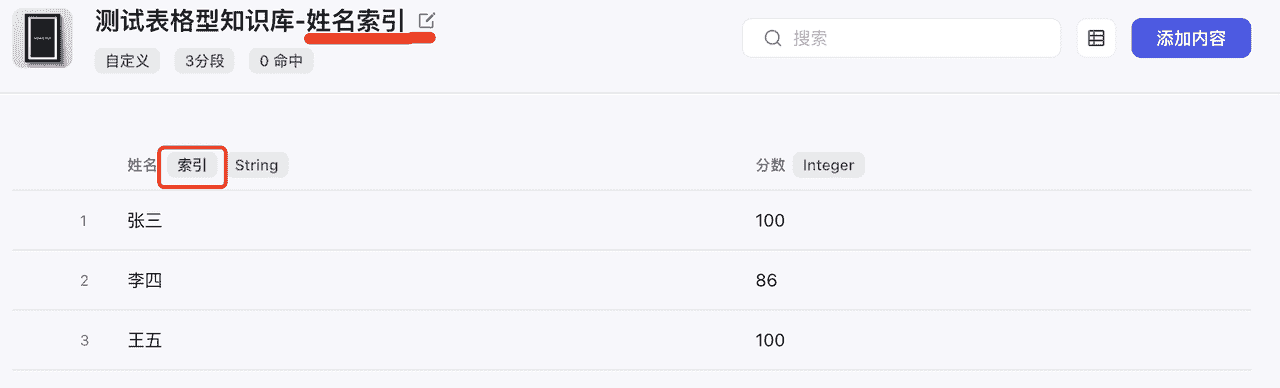 测试表格型知识库-姓名索引
自定义 3分段 0 命中
搜索
添加内容
姓名 索引 String 分数 Integer
1 张三 100
2 李四 86
3 王五 100